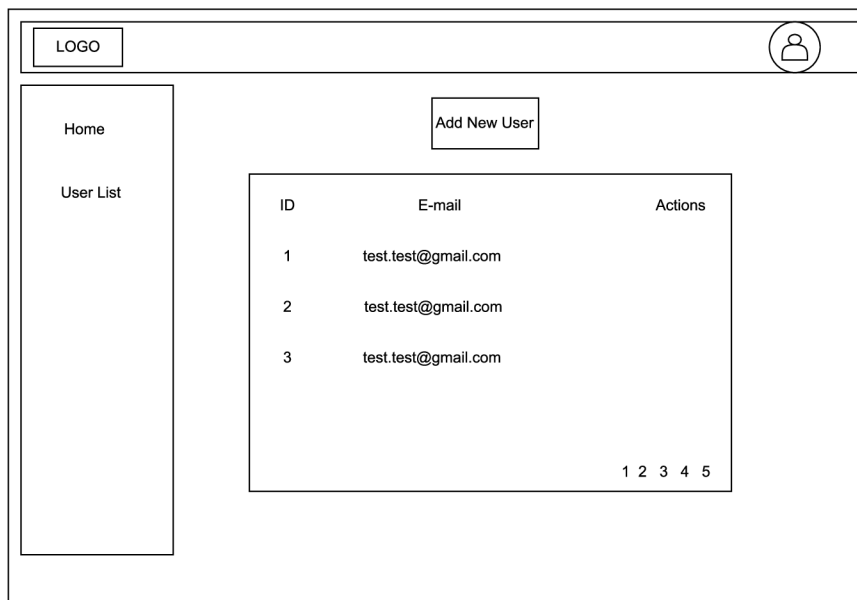 LOGO
Home
User List
Add New User
ID E-mail Actions
1 test.test@gmail.com
2 test.test@gmail.com
3 test.test@gmail.com
1 2 3 4 5